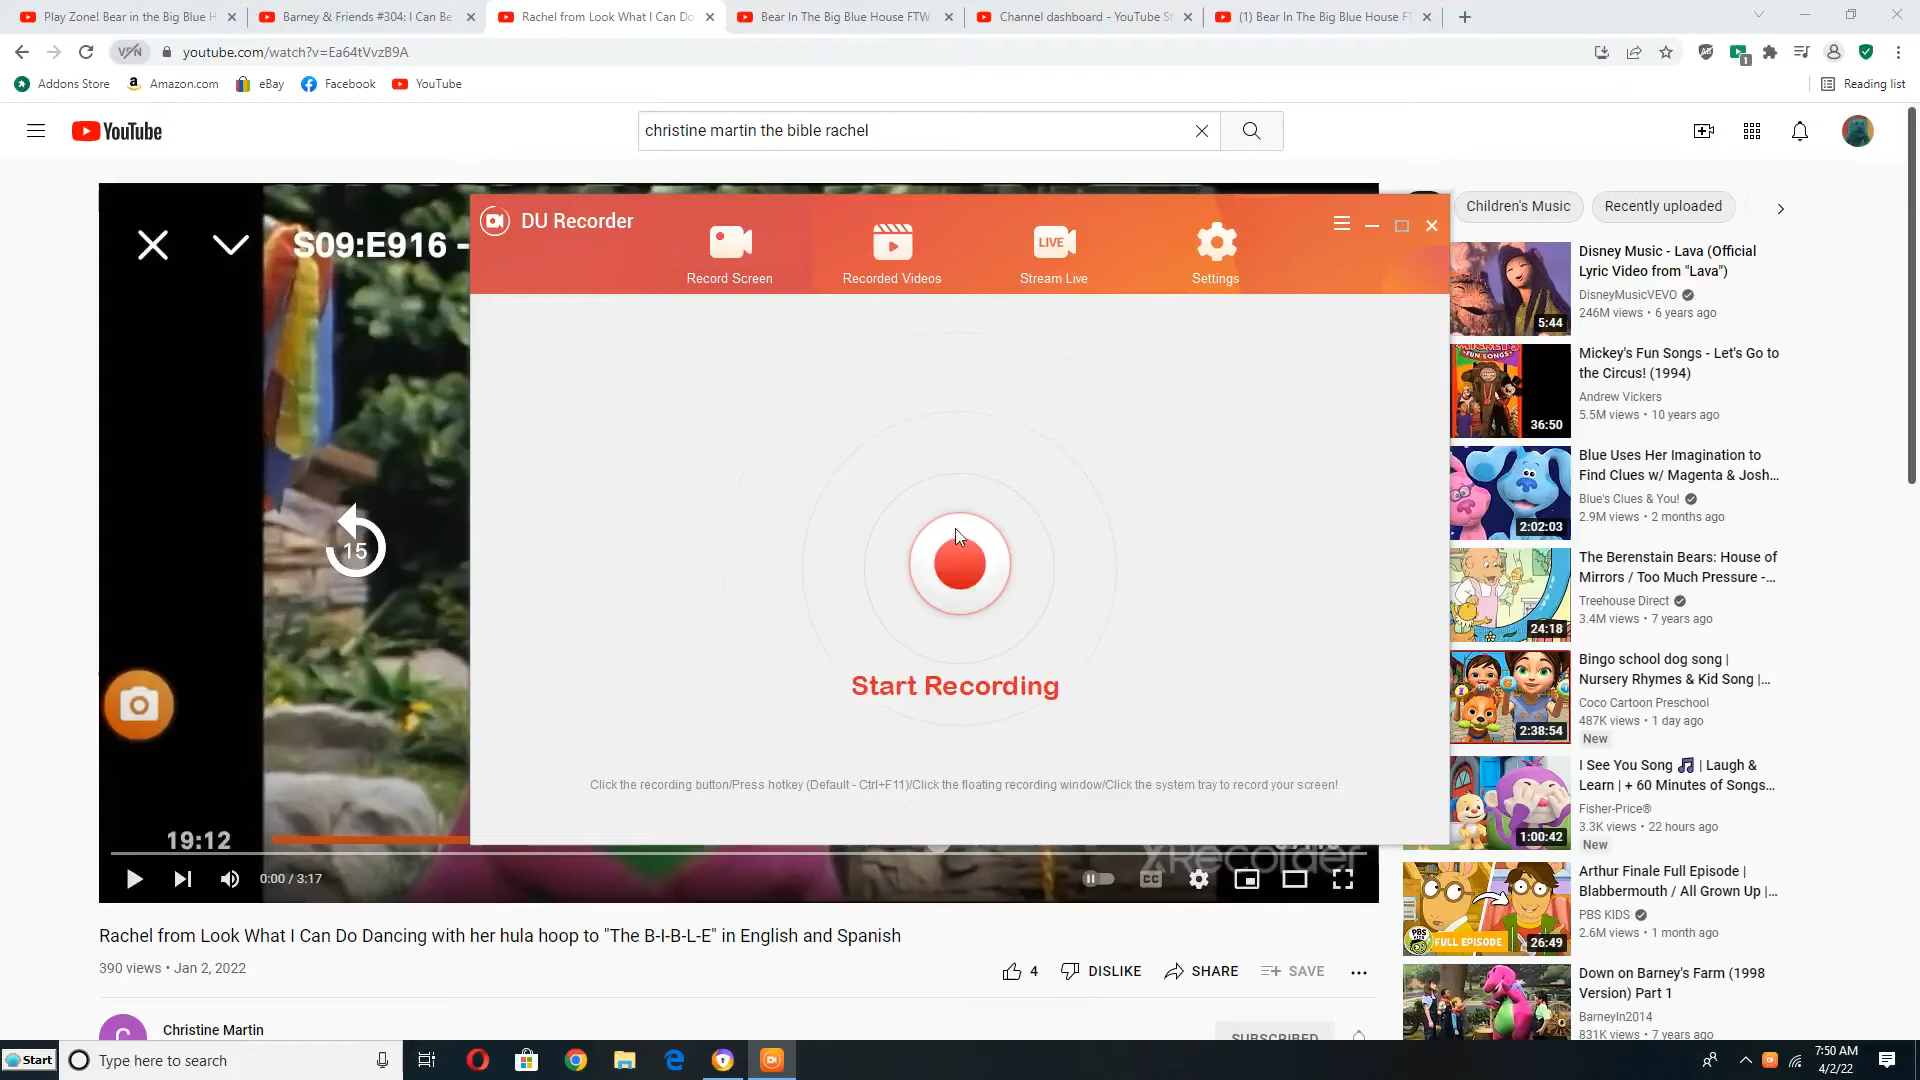 Play Zone! Bear in the Big Blue H
Barney & Friends #304: I Can Be
Rachel from Look What I Can Do
Bear In The Big Blue House FTW
Channel dashboard - YouTube St
(1) Bear In The Big Blue House FT
VPN
youtube.com/watch?v=Ea64tVvzB9A
1
Addons Store
Amazon.com
eBay
Facebook
YouTube
Reading list
YouTube
christine martin the bible rachel
S09:E916 -
DU Recorder
Record Screen
Recorded Videos
LIVE
Stream Live
Settings
Start Recording
Click the recording button/Press hotkey (Default - Ctrl+F11)/Click the floating recording window/Click the system tray to record your screen!
15
19:12
XRecorder
0:00 / 3:17
CC
Rachel from Look What I Can Do Dancing with her hula hoop to "The B-I-B-L-E" in English and Spanish
390 views • Jan 2, 2022
4
DISLIKE
SHARE
SAVE
C
Christine Martin
SUBSCRIBED
Children's Music
Recently uploaded
Disney Music - Lava (Official
Lyric Video from "Lava")
DisneyMusicVEVO
246M views • 6 years ago
5:44
Mickey's Fun Songs - Let's Go to
the Circus! (1994)
Andrew Vickers
5.5M views • 10 years ago
FUN SONGS
36:50
Blue Uses Her Imagination to
Find Clues w/ Magenta & Josh...
Blue's Clues & You!
2.9M views • 2 months ago
2:02:03
The Berenstain Bears: House of
Mirrors / Too Much Pressure -...
Treehouse Direct
3.4M views • 7 years ago
24:18
Bingo school dog song |
Nursery Rhymes & Kid Song |...
Coco Cartoon Preschool
487K views • 1 day ago
New
2:38:54
I See You Song 🎵 | Laugh &
Learn | + 60 Minutes of Songs...
Fisher-Price®
3.3K views • 22 hours ago
New
1:00:42
Arthur Finale Full Episode |
Blabbermouth / All Grown Up |...
PBS KIDS
2.6M views • 1 month ago
PBS KIDS
FULL EPISODE
26:49
Down on Barney's Farm (1998
Version) Part 1
BarneyIn2014
831K views • 7 years ago
Start
Type here to search
7:50 AM
4/2/22